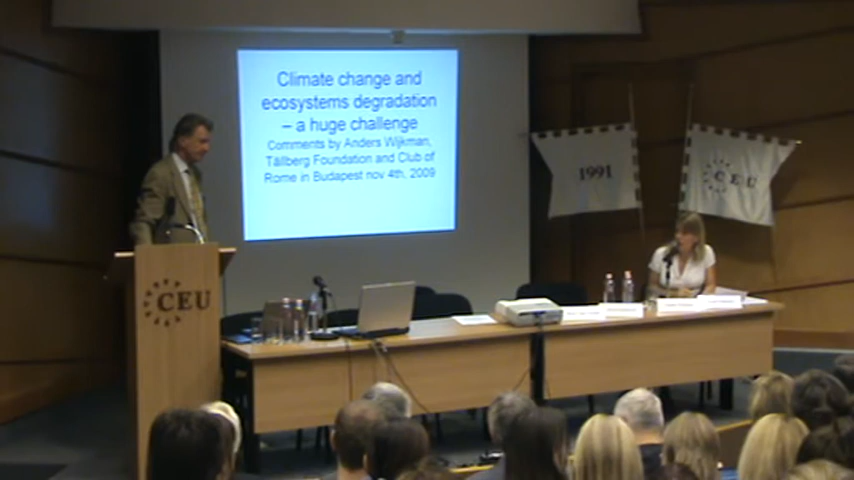 Climate change and
ecosystems degradation
– a huge challenge
Comments by Anders Wijkman,
Tällberg Foundation and Club of
Rome in Budapest nov 4th, 2009
1991
CEU
CEU